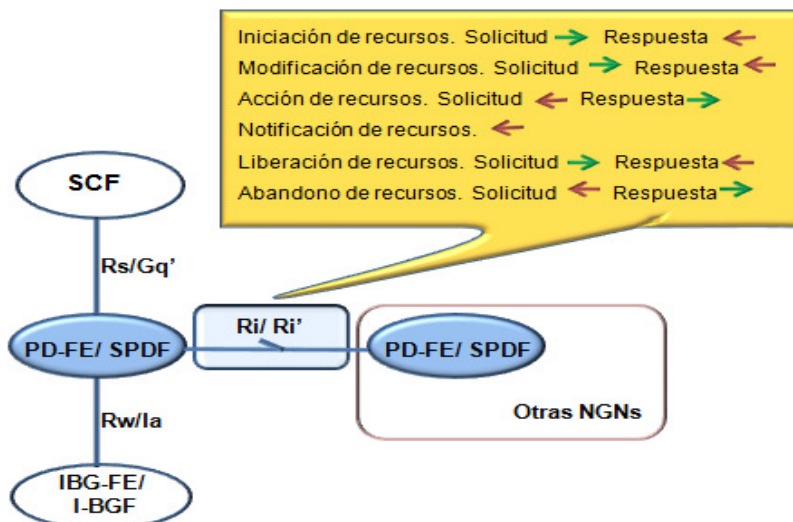 Iniciación de recursos. Solicitud Respuesta
Modificación de recursos. Solicitud Respuesta
Acción de recursos. Solicitud Respuesta
Notificación de recursos.
Liberación de recursos. Solicitud Respuesta
Abandono de recursos. Solicitud Respuesta
SCF
Rs/Gq'
Ri/ Ri'
PD-FE/ SPDF
PD-FE/ SPDF
Otras NGNs
Rw/Ia
IBG-FE/
I-BGF